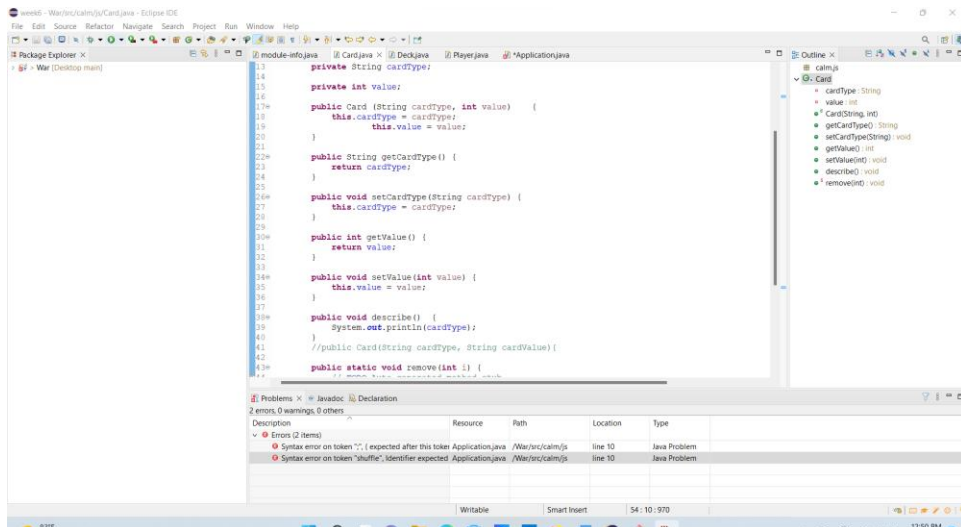 week6 - War/src/calm/js/Card.java - Eclipse IDE
File Edit Source Refactor Navigate Search Project Run Window Help
Package Explorer
War [Desktop main]
module-info.java Card.java Deck.java Player.java *Application.java
13 private String cardType;
14
15 private int value;
16
17 public Card (String cardType, int value) {
18 this.cardType = cardType;
19 this.value = value;
20 }
21
22 public String getCardType() {
23 return cardType;
24 }
25
26 public void setCardType(String cardType) {
27 this.cardType = cardType;
28 }
29
30 public int getValue() {
31 return value;
32 }
33
34 public void setValue(int value) {
35 this.value = value;
36 }
37
38 public void describe() {
39 System.out.println(cardType);
40 }
41 //public Card(String cardType, String cardValue){
42
43 public static void remove(int i) {
Outline
calm.js
Card
cardType : String
value : int
Card(String, int)
getCardType() : String
setCardType(String) : void
getValue() : int
setValue(int) : void
describe() : void
remove(int) : void
Problems Javadoc Declaration
2 errors, 0 warnings, 0 others
Description Resource Path Location Type
Errors (2 items)
Syntax error on token ";", { expected after this token Application.java /War/src/calm/js line 10 Java Problem
Syntax error on token "shuffle", Identifier expected Application.java /War/src/calm/js line 10 Java Problem
Writable Smart Insert 54 : 10 : 970
12:50 PM